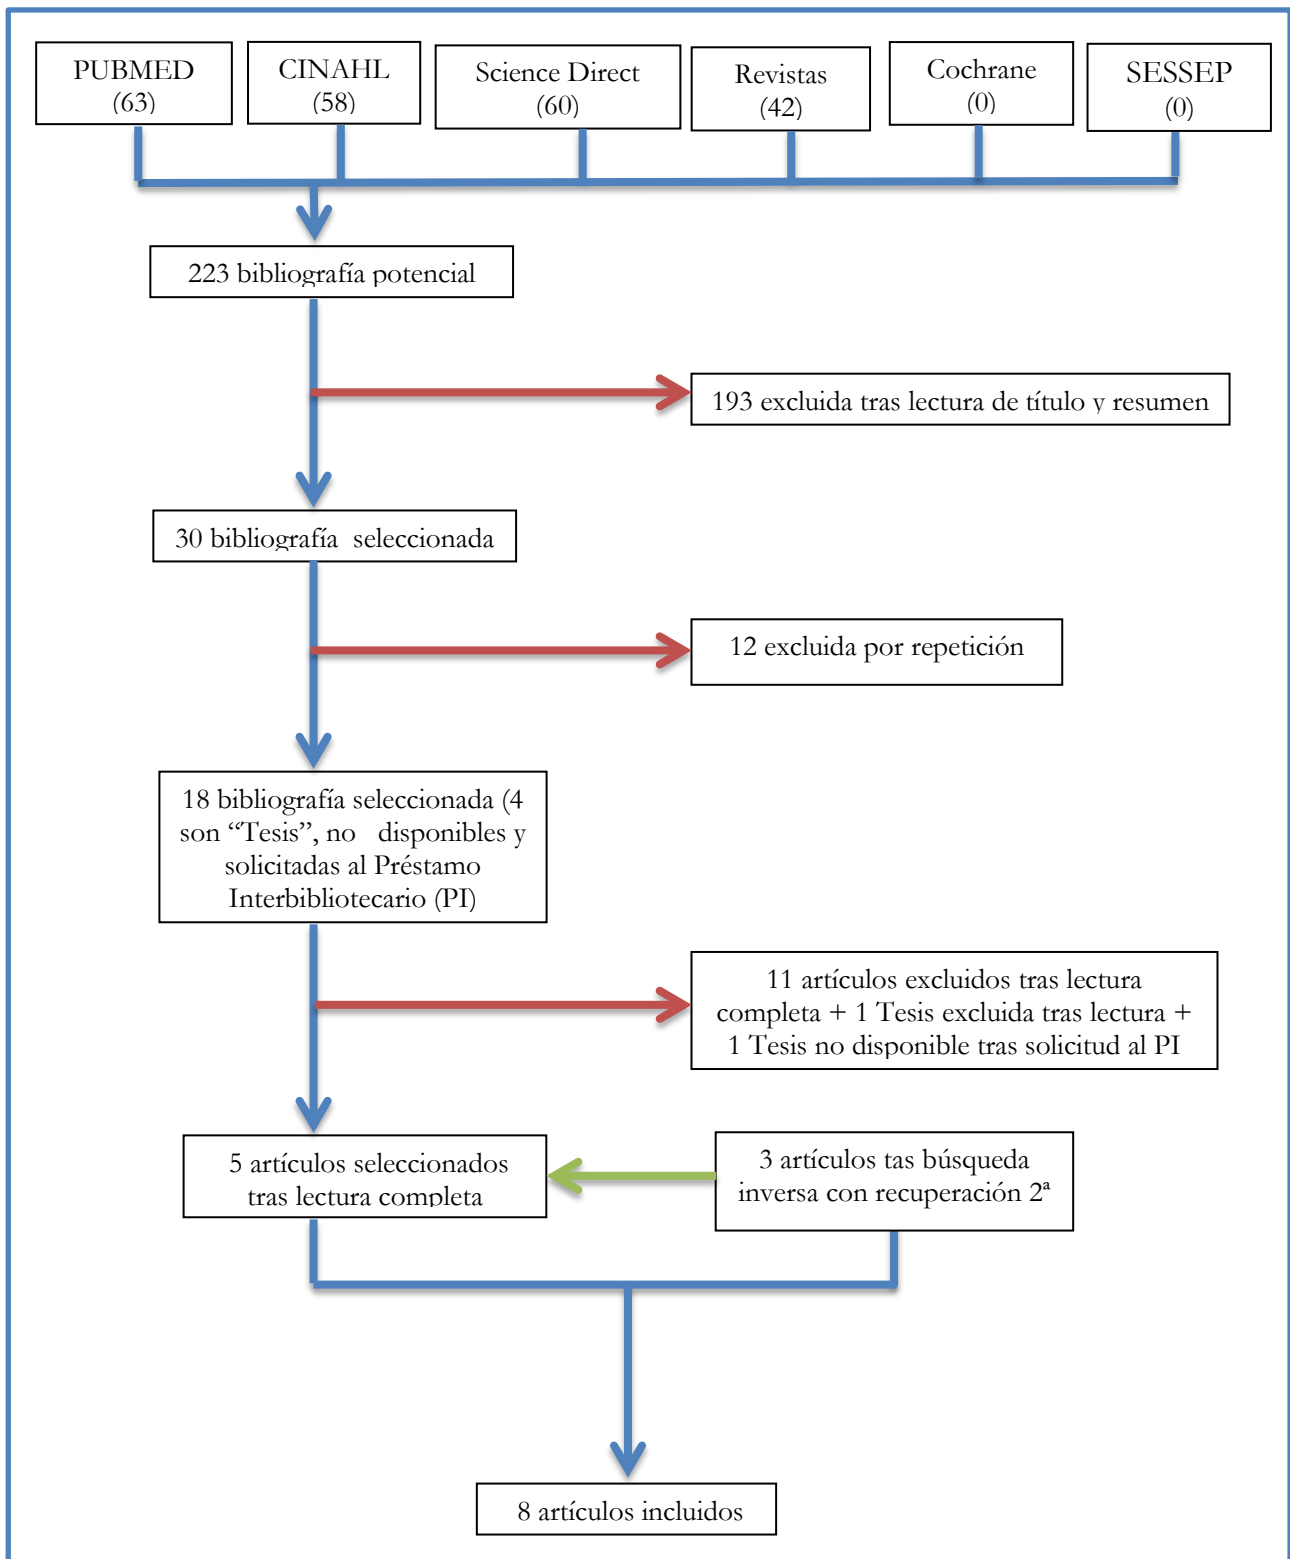 PUBMED
(63)
CINAHL
(58)
Science Direct
(60)
Revistas
(42)
Cochrane
(0)
SESSEP
(0)
223 bibliografía potencial
193 excluida tras lectura de título y resumen
30 bibliografía  seleccionada
12 excluida por repetición
18 bibliografía seleccionada (4
son “Tesis”, no   disponibles y
solicitadas al Préstamo
Interbibliotecario (PI)
11 artículos excluidos tras lectura
completa + 1 Tesis excluida tras lectura +
1 Tesis no disponible tras solicitud al PI
5 artículos seleccionados
tras lectura completa
3 artículos tas búsqueda
inversa con recuperación 2ª
8 artículos incluidos